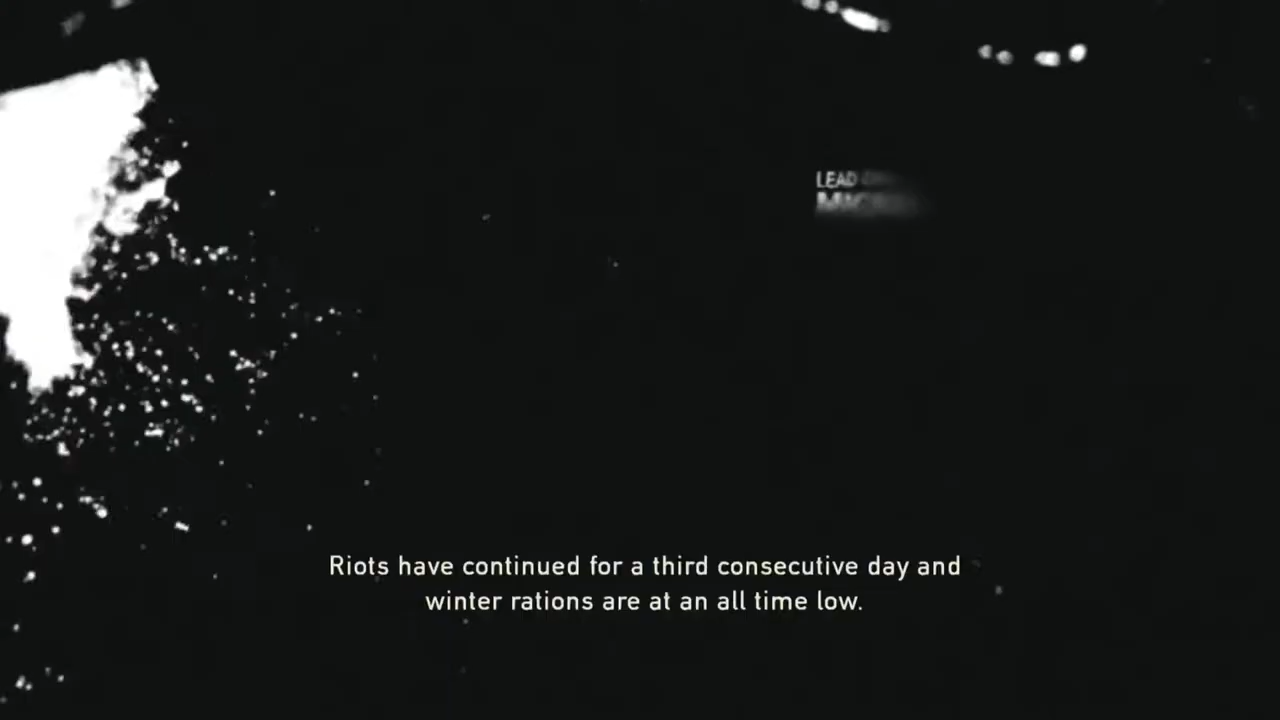 LEAD
Riots have continued for a third consecutive day and
winter rations are at an all time low.